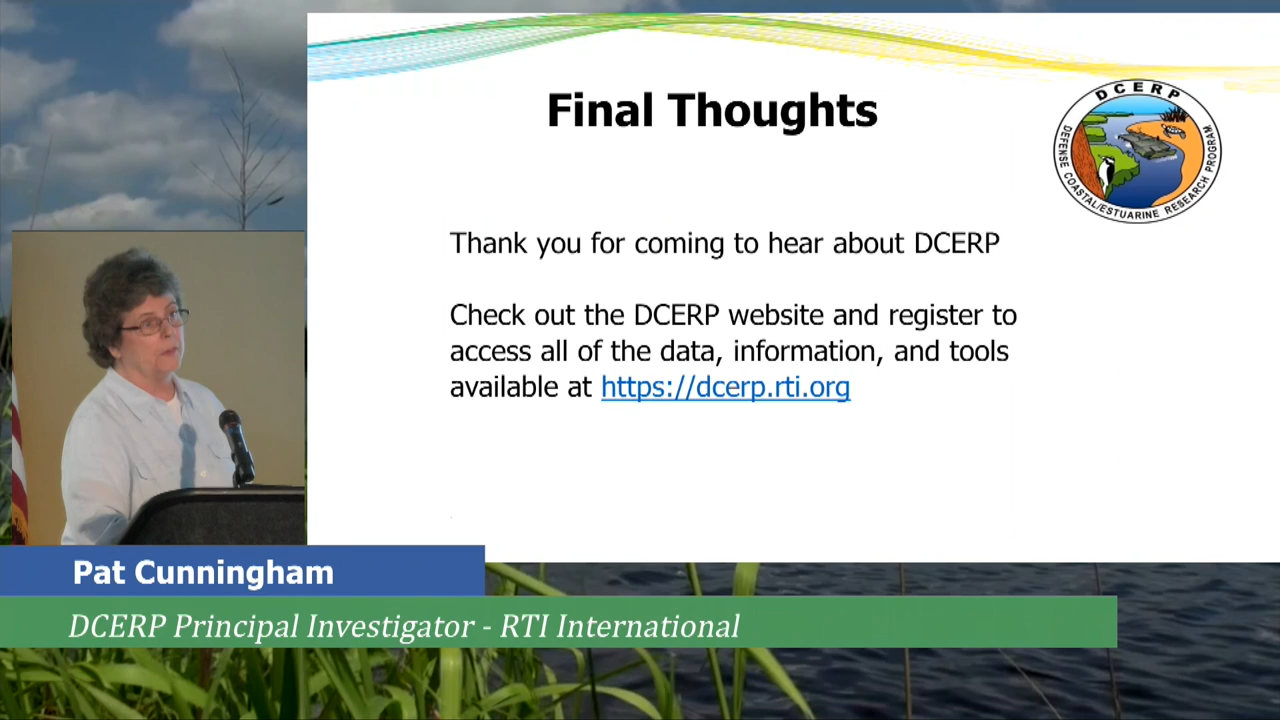 Final Thoughts
DCERP
DEFENSE COASTAL/ESTUARINE RESEARCH PROGRAM
Thank you for coming to hear about DCERP
Check out the DCERP website and register to
access all of the data, information, and tools
available at https://dcerp.rti.org
Pat Cunningham
DCERP Principal Investigator - RTI International